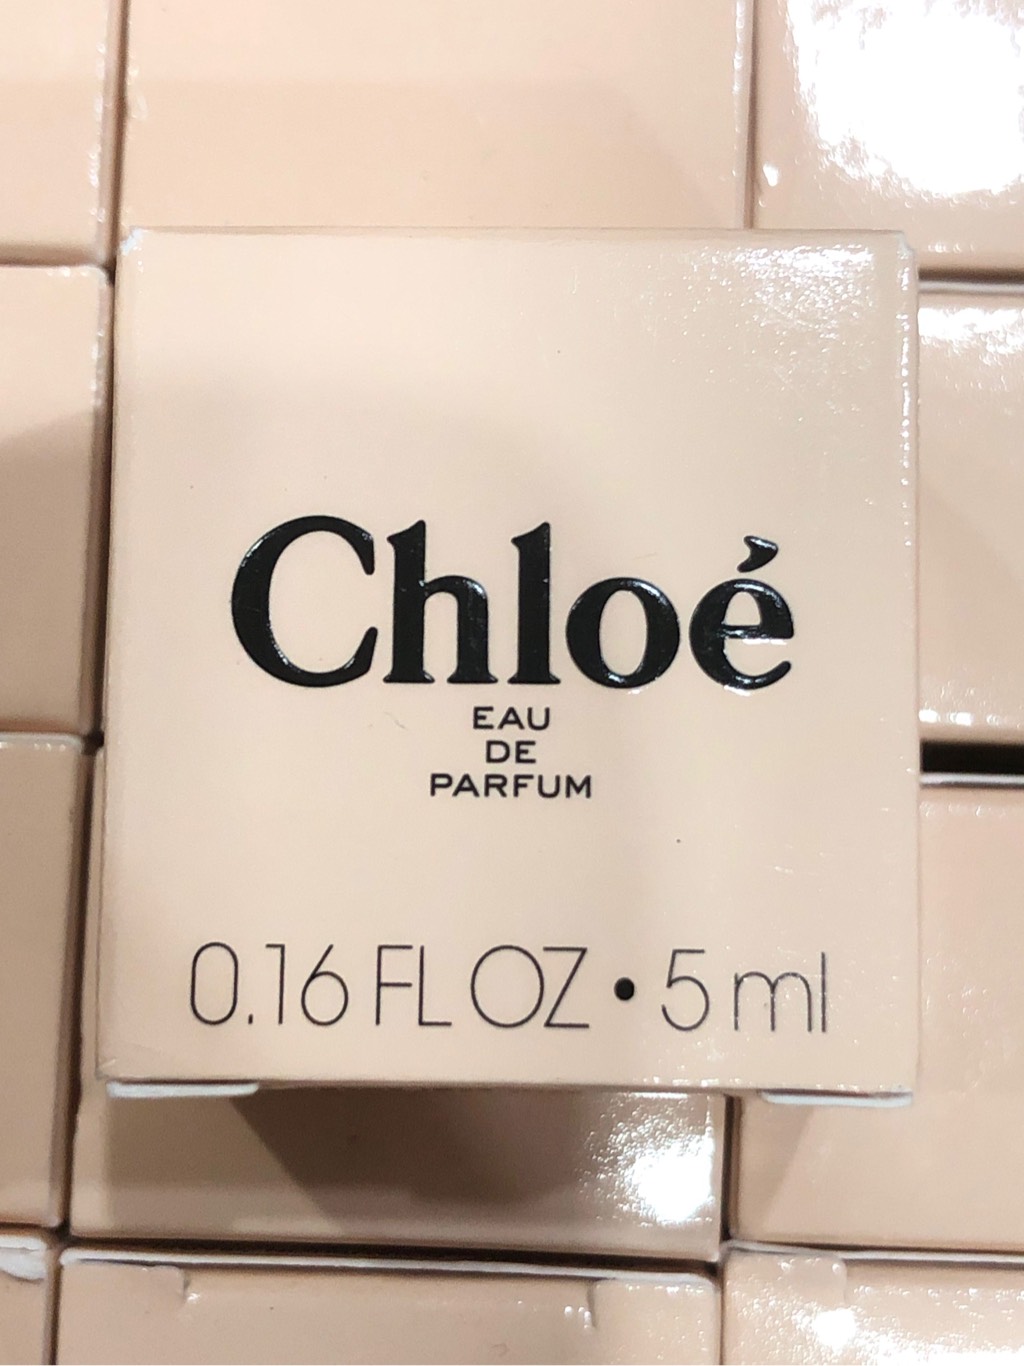 Chloé
EAU
DE
PARFUM
0.16 FL OZ • 5 ml